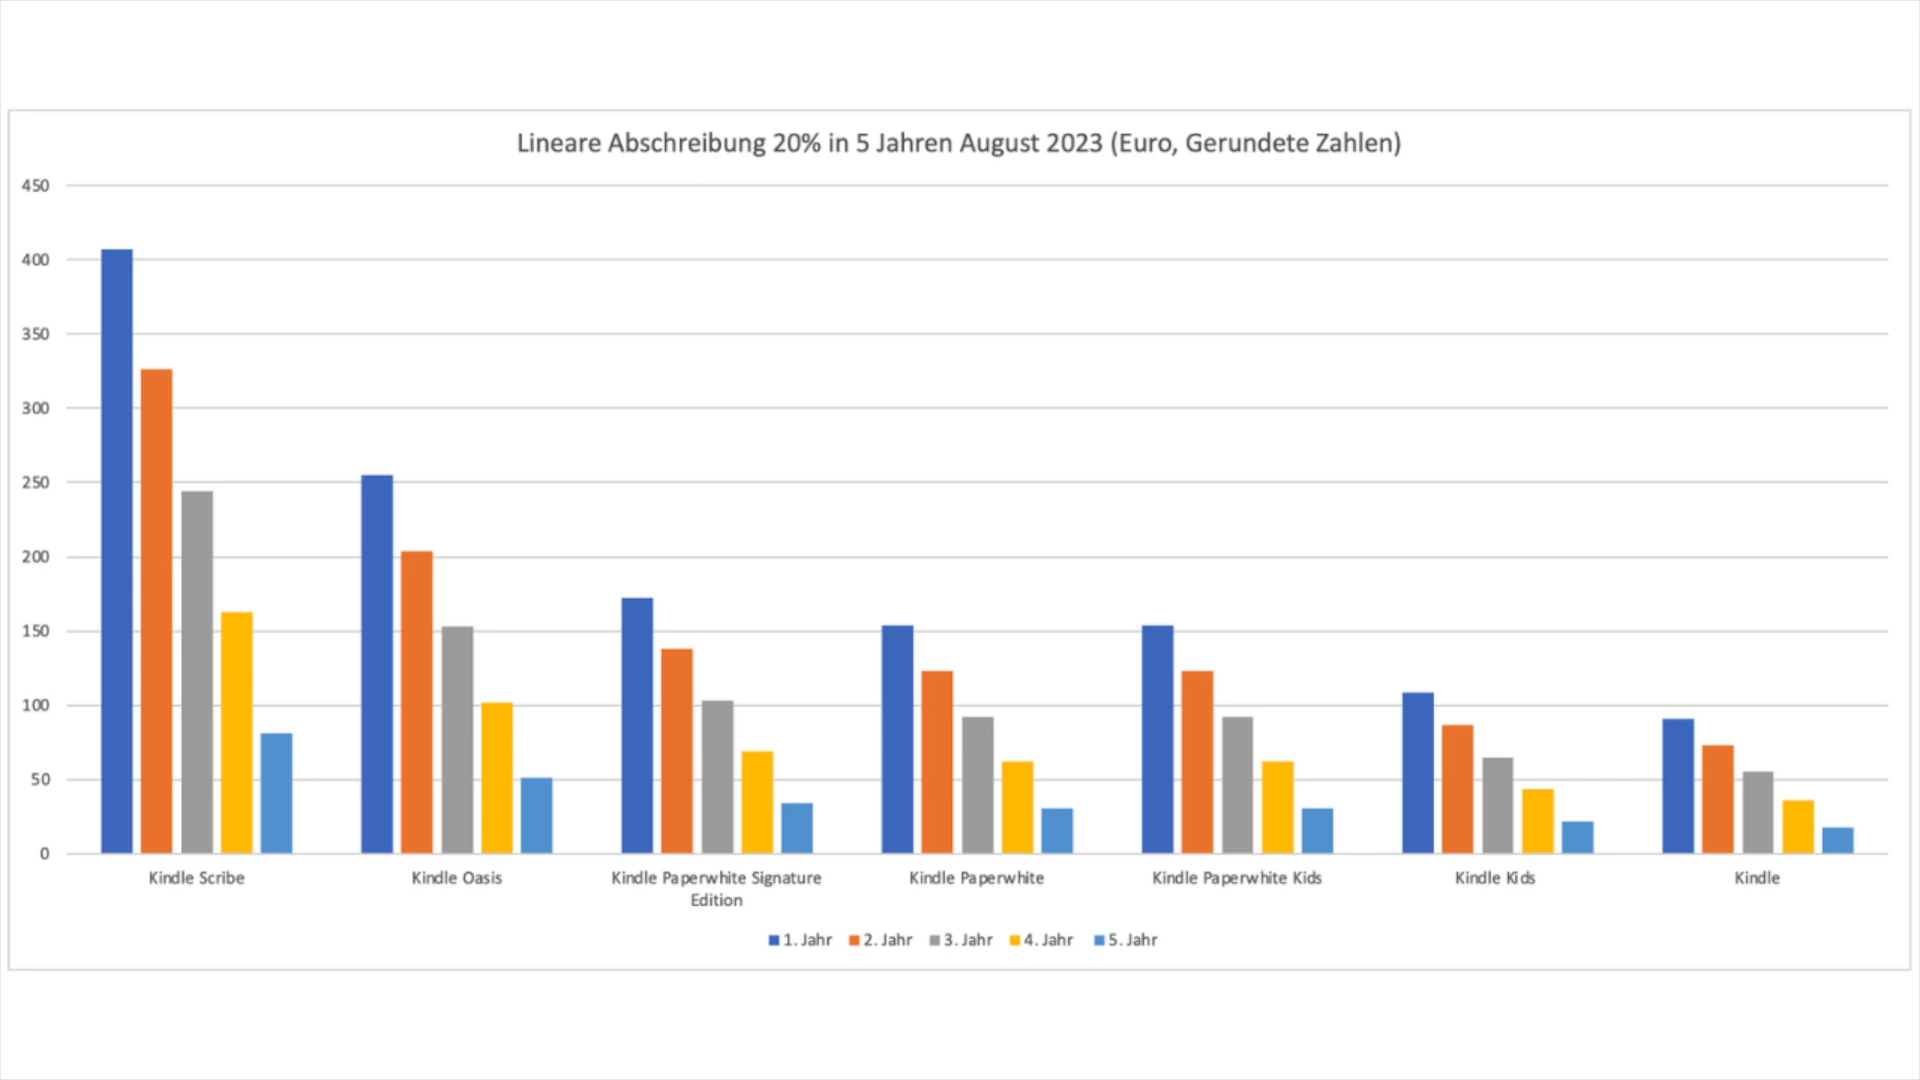 Lineare Abschreibung 20% in 5 Jahren August 2023 (Euro, Gerundete Zahlen)
450
400
350
300
250
200
150
100
50
0
Kindle Scribe
Kindle Oasis
Kindle Paperwhite Signature
Edition
Kindle Paperwhite
Kindle Paperwhite Kids
Kindle Kids
Kindle
1. Jahr
2. Jahr
3. Jahr
4. Jahr
5. Jahr